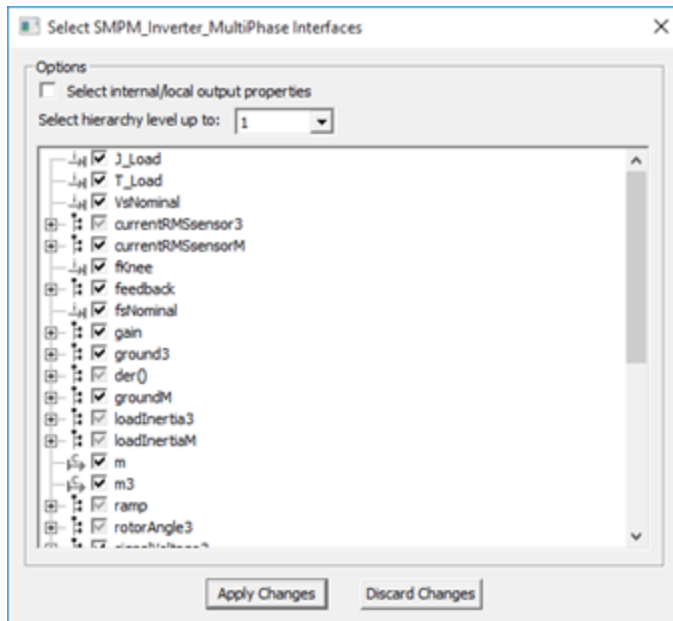 Select SMPM_Inverter_MultiPhase Interfaces
Options
Select internal/local output properties
Select hierarchy level up to: 1
J_Load
T_Load
VsNominal
currentRMSsensor3
currentRMSsensorM
fKnee
feedback
fsNominal
gain
ground3
der()
groundM
loadInertia3
loadInertiaM
m
m3
ramp
rotorAngle3
Apply Changes Discard Changes